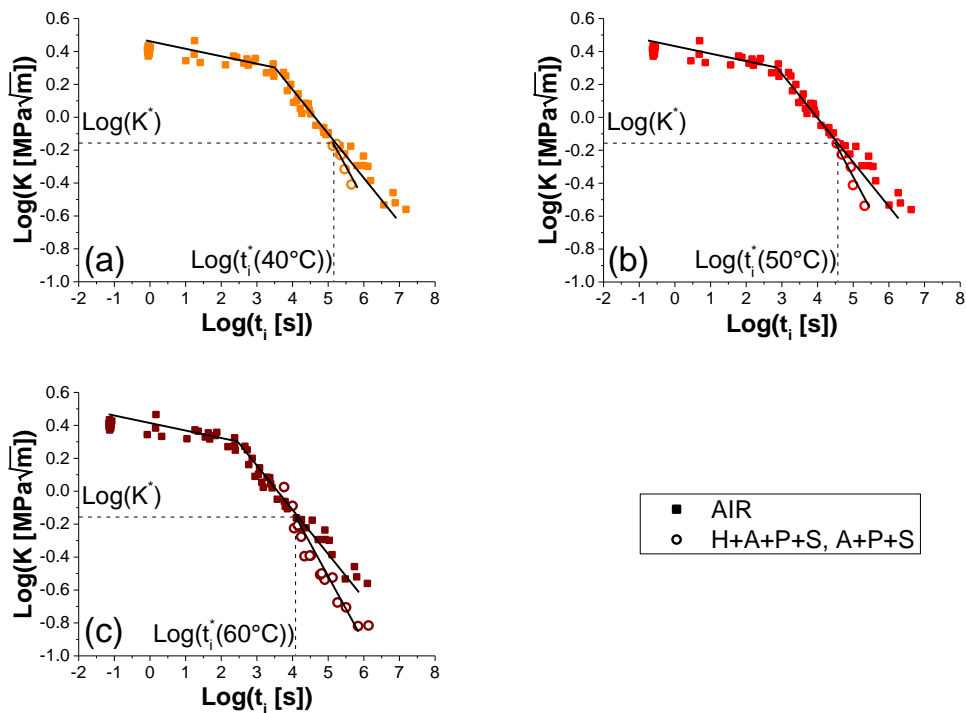 0.6
0.4
0.2
0.0
-0.2
-0.4
-0.6
-0.8
-1.0
Log(K [MPa√m])
Log(K*)
(a)
Log(tᵢ*(40°C))
-2 -1 0 1 2 3 4 5 6 7 8
Log(tᵢ [s])
0.6
0.4
0.2
0.0
-0.2
-0.4
-0.6
-0.8
-1.0
Log(K [MPa√m])
Log(K*)
(b)
Log(tᵢ*(50°C))
-2 -1 0 1 2 3 4 5 6 7 8
Log(tᵢ [s])
0.6
0.4
0.2
0.0
-0.2
-0.4
-0.6
-0.8
-1.0
Log(K [MPa√m])
Log(K*)
(c)
Log(tᵢ*(60°C))
-2 -1 0 1 2 3 4 5 6 7 8
Log(tᵢ [s])
AIR
H+A+P+S, A+P+S